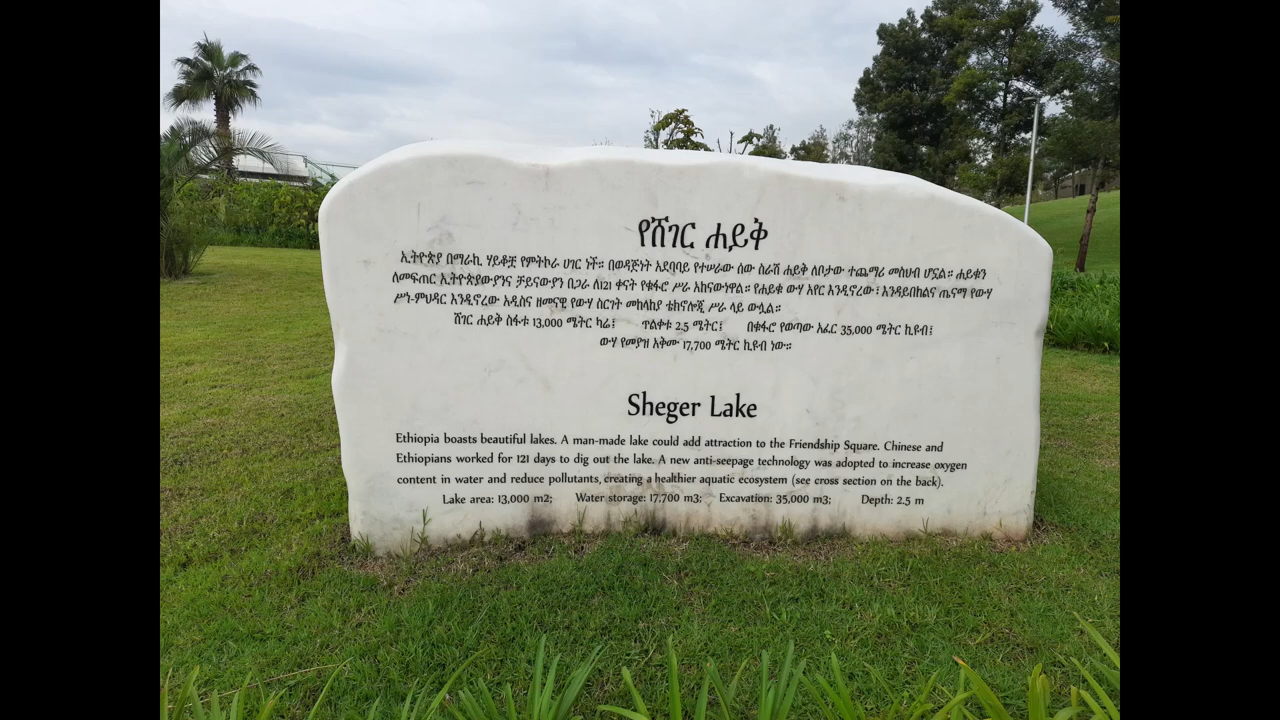 የሸገር ሐይቅ
ኢትዮጵያ በማራኪ ሃይቆቿ የምትኮራ ሀገር ነች። በወዳጅነት አደባባይ የተሠራው ሰው ስራሽ ሐይቅ ለቦታው ተጨማሪ መስህብ ሆኗል። ሐይቁን
ለመፍጠር ኢትዮጵያውያንና ቻይናውያን በጋራ ለ121 ቀናት የቁፋሮ ሥራ አከናውነዋል። የሐይቁ ውሃ አየር እንዲኖረው ፣ እንዳይበከልና ጤናማ የውሃ
ሥነ-ምህዳር እንዲኖረው አዲስና ዘመናዊ የውሃ ስርገት መከላከያ ቴክኖሎጂ ሥራ ላይ ውሏል።
ሸገር ሐይቅ ስፋቱ 13,000 ሜትር ካሬ፤ ጥልቀቱ 2.5 ሜትር፤ በቁፋሮ የወጣው አፈር 35,000 ሜትር ኪዩብ፤
ውሃ የመያዝ አቅሙ 17,700 ሜትር ኪዩብ ነው።
Sheger Lake
Ethiopia boasts beautiful lakes. A man-made lake could add attraction to the Friendship Square. Chinese and
Ethiopians worked for 121 days to dig out the lake. A new anti-seepage technology was adopted to increase oxygen
content in water and reduce pollutants, creating a healthier aquatic ecosystem (see cross section on the back).
Lake area: 13,000 m2; Water storage: 17,700 m3; Excavation: 35,000 m3; Depth: 2.5 m